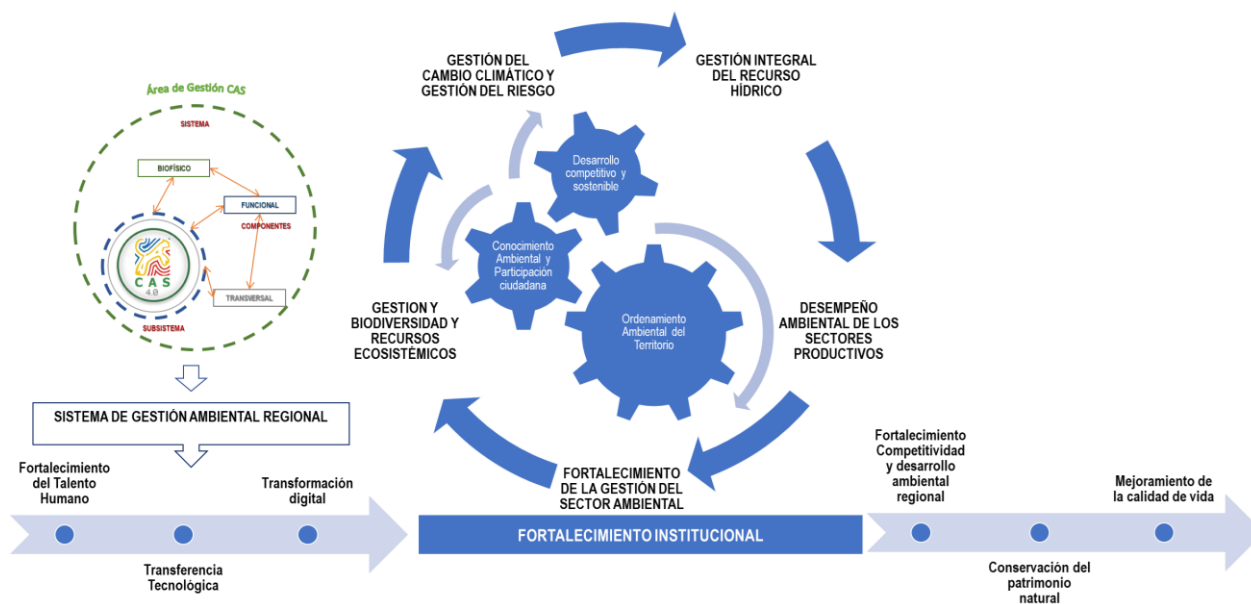 Área de Gestión CAS
SISTEMA
BIOFÍSICO
FUNCIONAL
COMPONENTES
CAS
4.0
TRANSVERSAL
SUBSISTEMA
SISTEMA DE GESTIÓN AMBIENTAL REGIONAL
Fortalecimiento
del Talento
Humano
Transferencia
Tecnológica
Transformación
digital
GESTIÓN DEL
CAMBIO CLIMÁTICO Y
GESTIÓN DEL RIESGO
GESTIÓN INTEGRAL
DEL RECURSO
HÍDRICO
Desarrollo
competitivo y
sostenible
Conocimiento
Ambiental y
Participación
ciudadana
Ordenamiento
Ambiental del
Territorio
GESTION Y
BIODIVERSIDAD Y
RECURSOS
ECOSISTÉMICOS
DESEMPEÑO
AMBIENTAL DE LOS
SECTORES
PRODUCTIVOS
FORTALECIMIENTO
DE LA GESTIÓN DEL
SECTOR AMBIENTAL
FORTALECIMIENTO INSTITUCIONAL
Fortalecimiento
Competitividad
y desarrollo
ambiental
regional
Conservación del
patrimonio
natural
Mejoramiento de
la calidad de vida